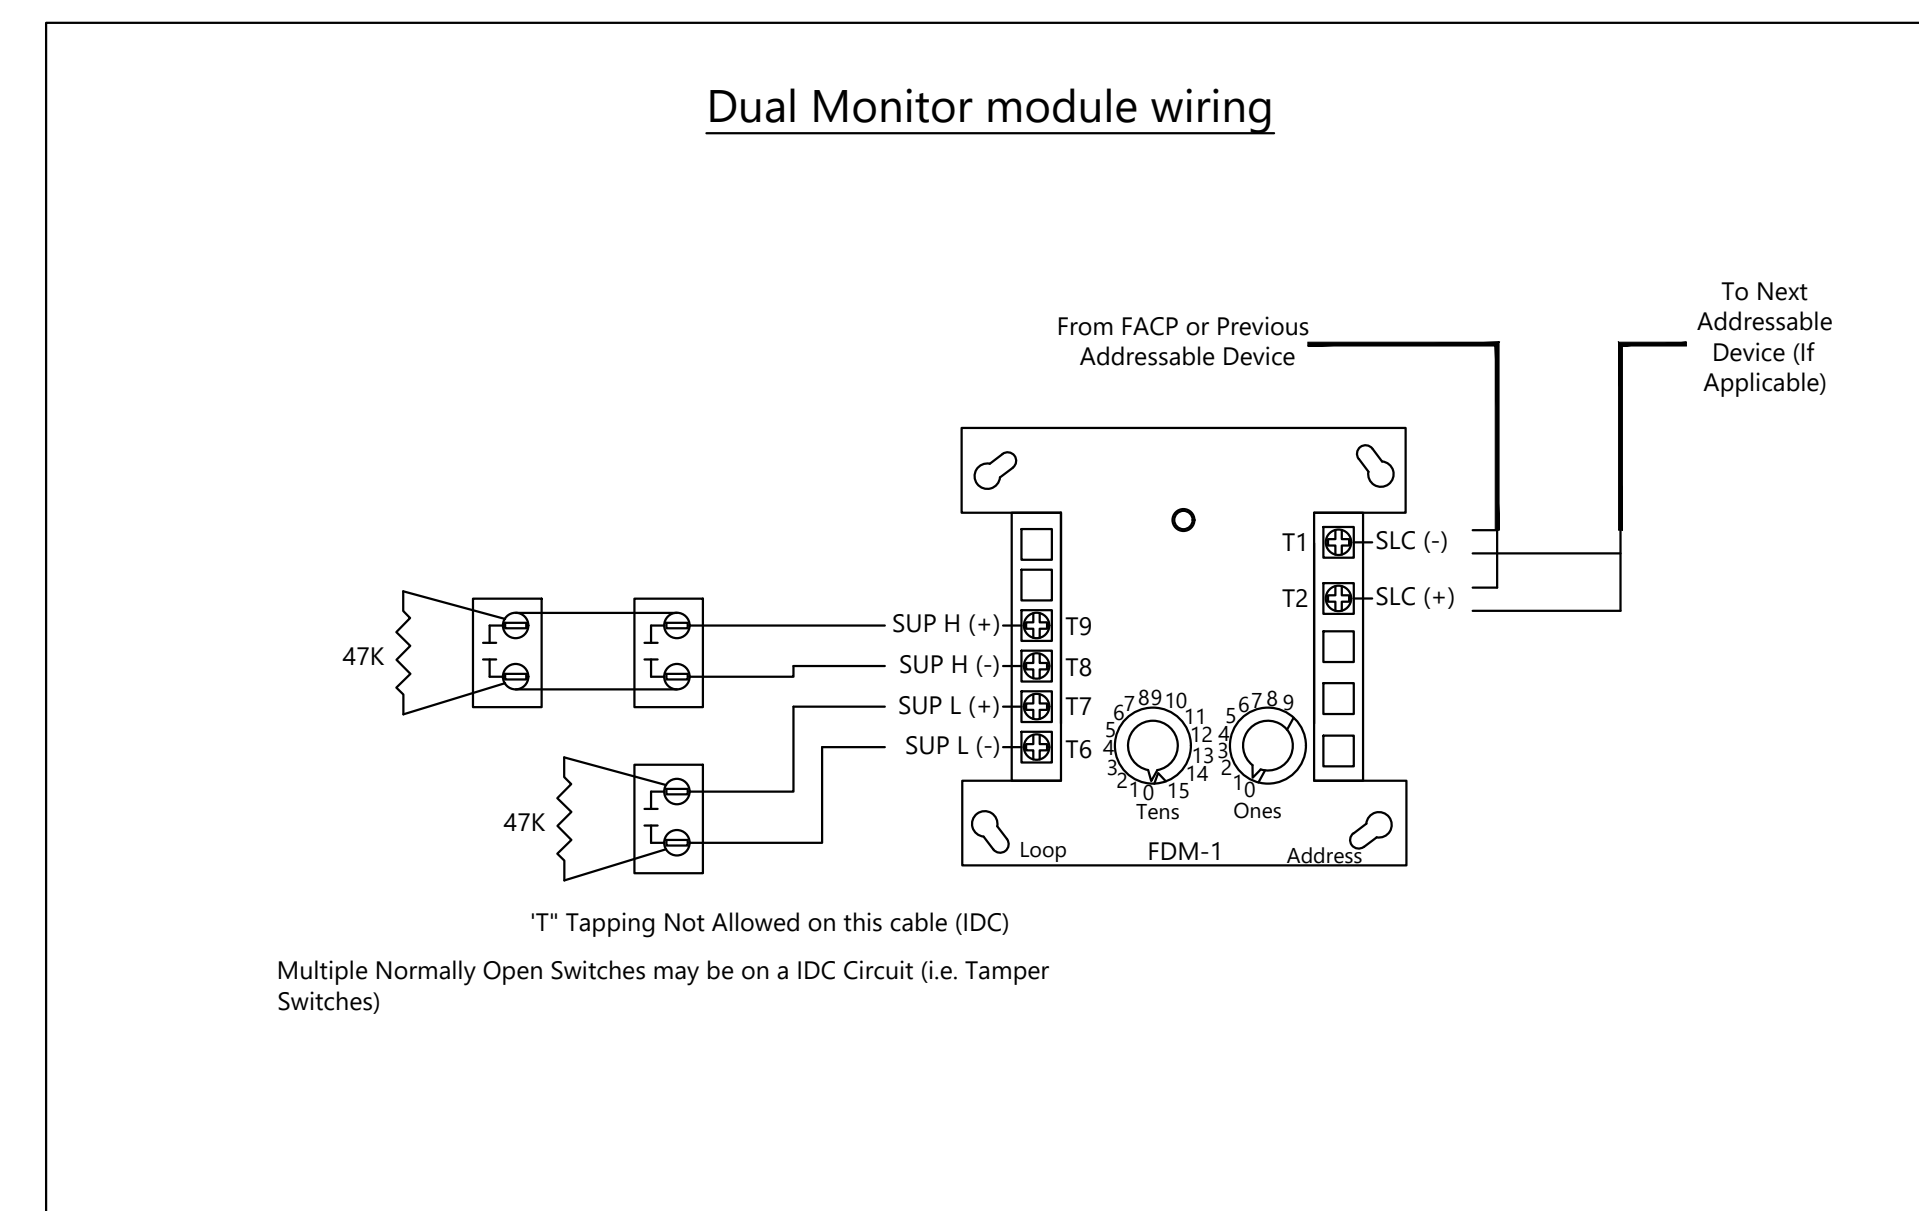 Dual Monitor module wiring
To Next
Addressable
Device (If
Applicable)
From FACP or Previous
Addressable Device
T1
SLC (-)
T2
SLC (+)
SUP H (+)
T9
47K
SUP H (-)
T8
SUP L (+)
T7
SUP L (-)
T6
47K
0 1 2 3 4 5 6 7 8 9 10 11 12 13 14 15
Tens
0 1 2 3 4 5 6 7 8 9
Ones
Loop
FDM-1
Address
'T" Tapping Not Allowed on this cable (IDC)
Multiple Normally Open Switches may be on a IDC Circuit (i.e. Tamper
Switches)